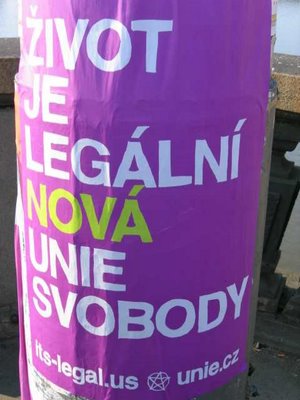 ŽIVOT
JE
LEGÁLNÍ
NOVÁ
UNIE
SVOBODY
its-legal.us unie.cz